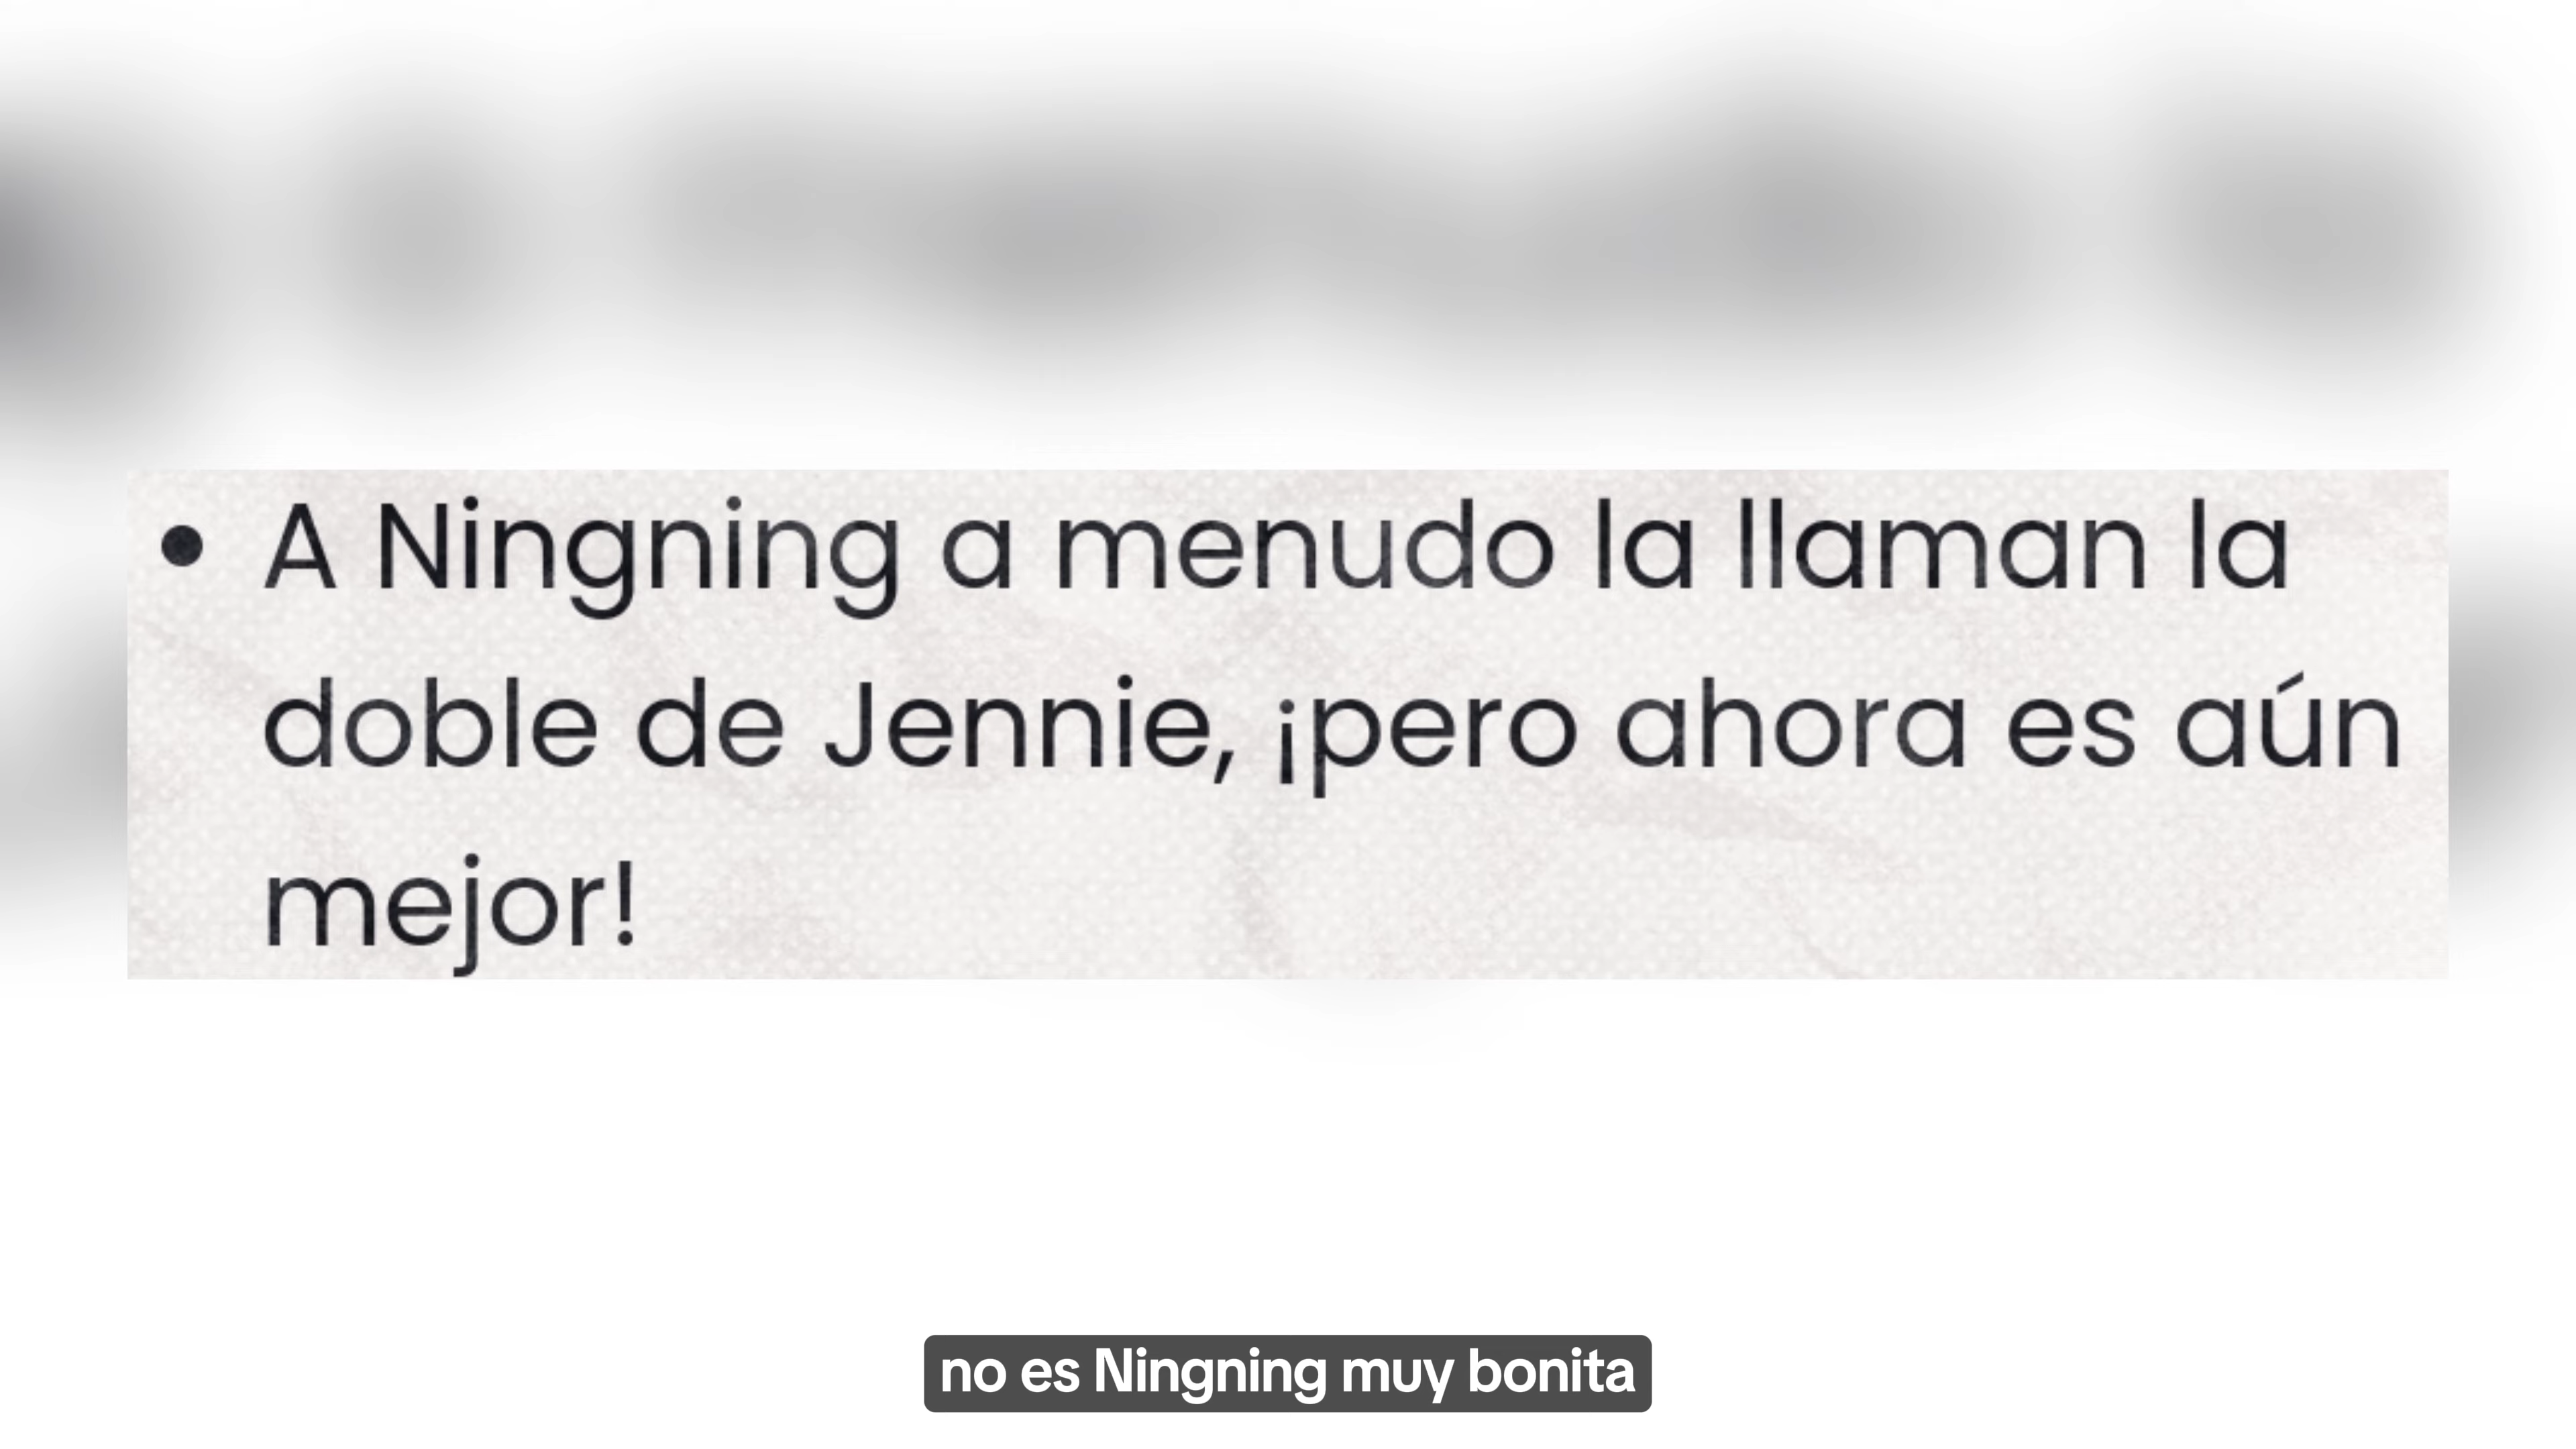 • A Ningning a menudo la llaman la
doble de Jennie, ¡pero ahora es aún
mejor!
no es Ningning muy bonita